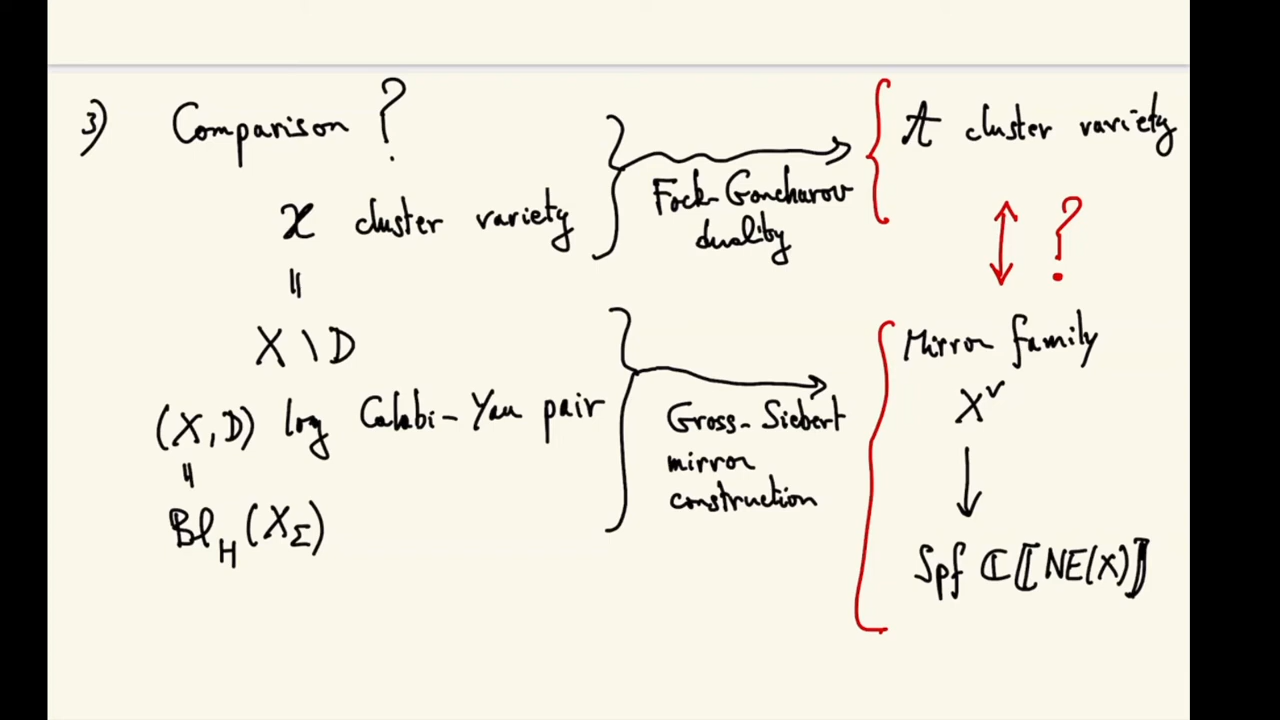 3) Comparison ?
𝒳 cluster variety
=
X \ D
(X, D) log Calabi-Yau pair
=
Bl_H (X_Σ)
Fock-Goncharov
duality
Gross-Siebert
mirror
construction
𝒜 cluster variety
↕ ?
Mirror family
X^∨
↓
Spf ℂ⟦NE(X)⟧